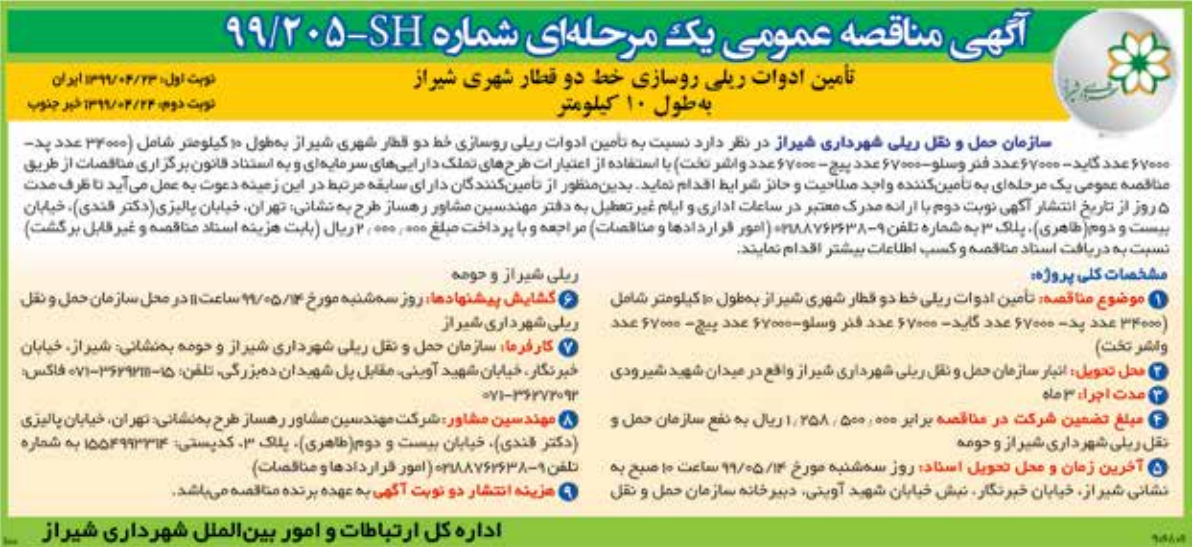 آگهی مناقصه عمومی یک مرحله‌ای شماره ۹۹/۲۰۵-SH
تأمین ادوات ریلی روسازی خط دو قطار شهری شیراز
به‌طول ۱۰ کیلومتر
نوبت اول: ۱۳۹۹/۰۴/۲۳ ایران
نوبت دوم: ۱۳۹۹/۰۴/۲۴ خبر جنوب
سازمان حمل و نقل ریلی شهرداری شیراز در نظر دارد نسبت به تأمین ادوات ریلی روسازی خط دو قطار شهری شیراز به‌طول ۱۰ کیلومتر شامل (۳۴۰۰۰ عدد پد-
۶۷۰۰۰ عدد گاید- ۶۷۰۰۰ عدد فنر وسلو-۶۷۰۰۰ عدد پیچ- ۶۷۰۰۰ عدد واشر تخت) با استفاده از اعتبارات طرح‌های تملک دارایی‌های سرمایه‌ای و به استناد قانون برگزاری مناقصات از طریق
مناقصه عمومی یک مرحله‌ای به تأمین‌کننده واجد صلاحیت و حائز شرایط اقدام نماید. بدین‌منظور از تأمین‌کنندگان دارای سابقه مرتبط در این زمینه دعوت به عمل می‌آید تا ظرف مدت
۵ روز از تاریخ انتشار آگهی نوبت دوم با ارائه مدرک معتبر در ساعات اداری و ایام غیرتعطیل به دفتر مهندسین مشاور رهساز طرح به نشانی: تهران، خیابان پالیزی(دکتر قندی)، خیابان
بیست و دوم(طاهری)، پلاک ۳ به شماره تلفن ۹-۰۲۱۸۸۷۶۲۶۳۸ (امور قراردادها و مناقصات) مراجعه و با پرداخت مبلغ ۲,۰۰۰,۰۰۰ ریال (بابت هزینه اسناد مناقصه و غیرقابل برگشت)
نسبت به دریافت اسناد مناقصه و کسب اطلاعات بیشتر اقدام نمایند.
مشخصات کلی پروژه:
۱ موضوع مناقصه: تأمین ادوات ریلی خط دو قطار شهری شیراز به‌طول ۱۰ کیلومتر شامل
(۳۴۰۰۰ عدد پد- ۶۷۰۰۰ عدد گاید- ۶۷۰۰۰ عدد فنر وسلو-۶۷۰۰۰ عدد پیچ- ۶۷۰۰۰ عدد
واشر تخت)
۲ محل تحویل: انبار سازمان حمل و نقل ریلی شهرداری شیراز واقع در میدان شهید شیرودی
۳ مدت اجرا: ۳ ماه
۴ مبلغ تضمین شرکت در مناقصه برابر ۱,۲۵۸,۵۰۰,۰۰۰ ریال به نفع سازمان حمل و
نقل ریلی شهرداری شیراز و حومه
۵ آخرین زمان و محل تحویل اسناد: روز سه‌شنبه مورخ ۹۹/۰۵/۱۴ ساعت ۱۰ صبح به
نشانی شیراز، خیابان خبرنگار، نبش خیابان شهید آوینی، دبیرخانه سازمان حمل و نقل
ریلی شیراز و حومه
۶ گشایش پیشنهادها: روز سه‌شنبه مورخ ۹۹/۰۵/۱۴ ساعت ۱۱ در محل سازمان حمل و نقل
ریلی شهرداری شیراز
۷ کارفرما: سازمان حمل و نقل ریلی شهرداری شیراز و حومه به‌نشانی: شیراز، خیابان
خبرنگار، خیابان شهید آوینی، مقابل پل شهیدان ده‌بزرگی، تلفن: ۱۵-۳۶۲۹۲۱۱۱-۰۷۱ فاکس:
۰۷۱-۳۶۲۷۲۰۹۲
۸ مهندسین مشاور: شرکت مهندسین مشاور رهساز طرح به‌نشانی: تهران، خیابان پالیزی
(دکتر قندی)، خیابان بیست و دوم(طاهری)، پلاک ۳، کدپستی: ۱۵۵۴۹۹۳۳۱۴ به شماره
تلفن ۹-۰۲۱۸۸۷۶۲۶۳۸ (امور قراردادها و مناقصات)
۹ هزینه انتشار دو نوبت آگهی به عهده برنده مناقصه می‌باشد.
اداره کل ارتباطات و امور بین‌الملل شهرداری شیراز